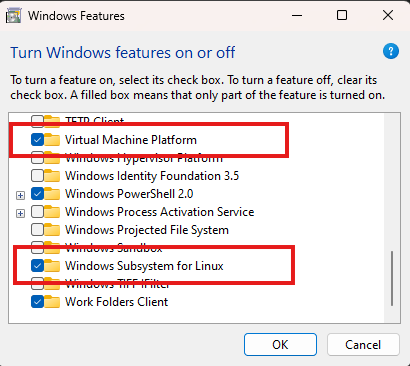 Windows Features
Turn Windows features on or off
?
To turn a feature on, select its check box. To turn a feature off, clear its
check box. A filled box means that only part of the feature is turned on.
TFTP Client
Virtual Machine Platform
Windows Hypervisor Platform
Windows Identity Foundation 3.5
Windows PowerShell 2.0
Windows Process Activation Service
Windows Projected File System
Windows Sandbox
Windows Subsystem for Linux
Windows TIFF IFilter
Work Folders Client
OK
Cancel